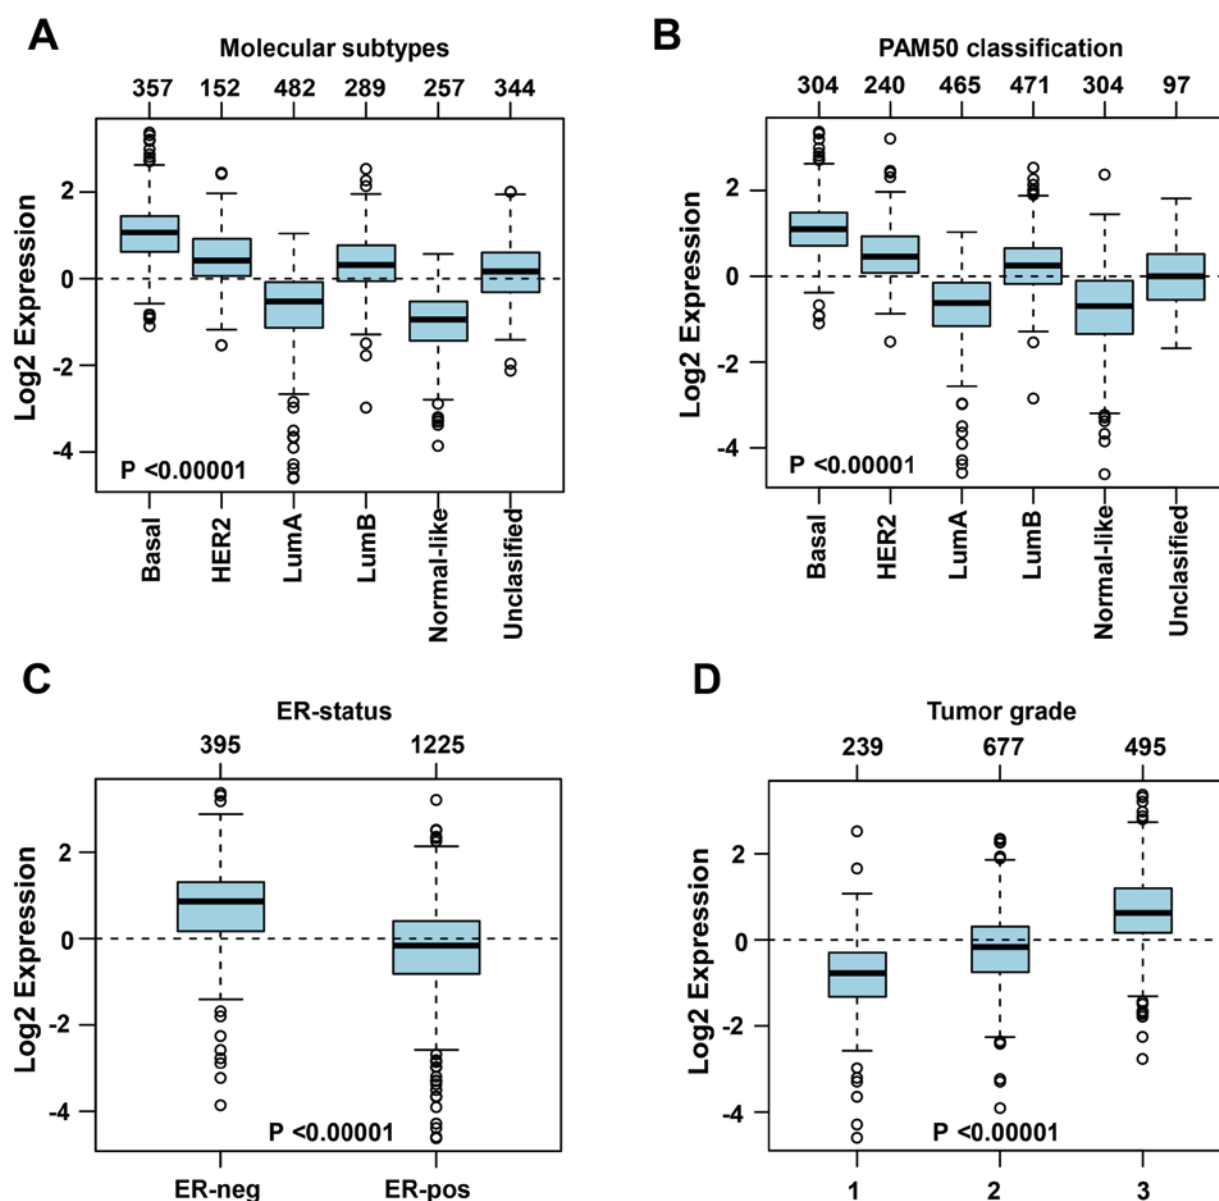 A
Molecular subtypes
357 152 482 289 257 344
Log2 Expression
2
0
-2
-4
P <0.00001
Basal
HER2
LumA
LumB
Normal-like
Unclasified
B
PAM50 classification
304 240 465 471 304 97
Log2 Expression
2
0
-2
-4
P <0.00001
Basal
HER2
LumA
LumB
Normal-like
Unclasified
C
ER-status
395 1225
Log2 Expression
2
0
-2
-4
P <0.00001
ER-neg ER-pos
D
Tumor grade
239 677 495
Log2 Expression
2
0
-2
-4
P <0.00001
1 2 3